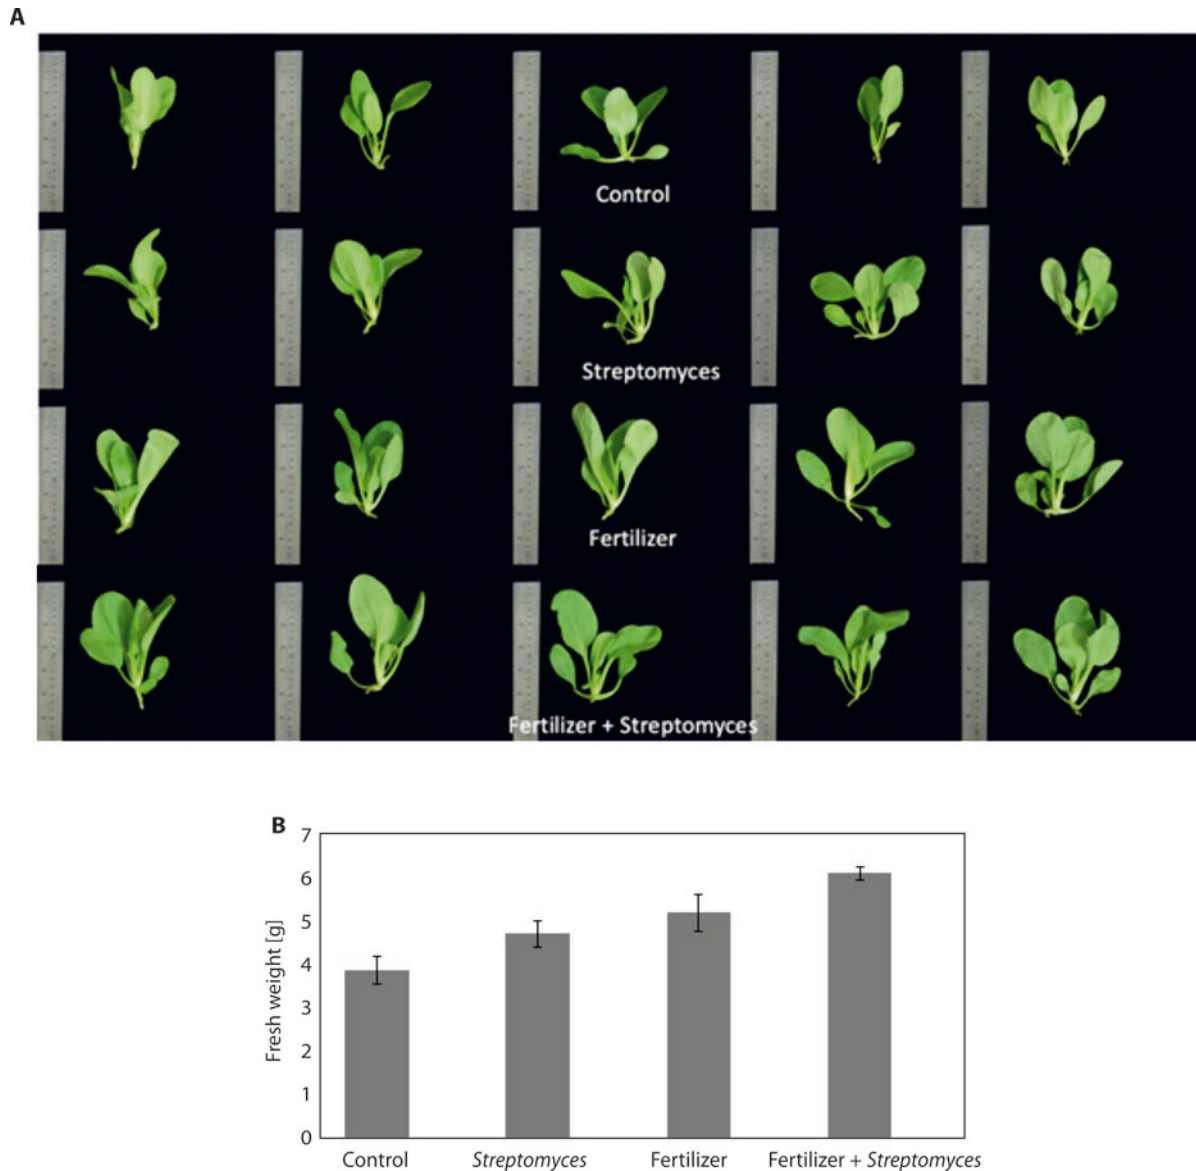 A
Control
Streptomyces
Fertilizer
Fertilizer + Streptomyces
B
7
6
5
4
3
2
1
0
Fresh weight [g]
Control Streptomyces Fertilizer Fertilizer + Streptomyces